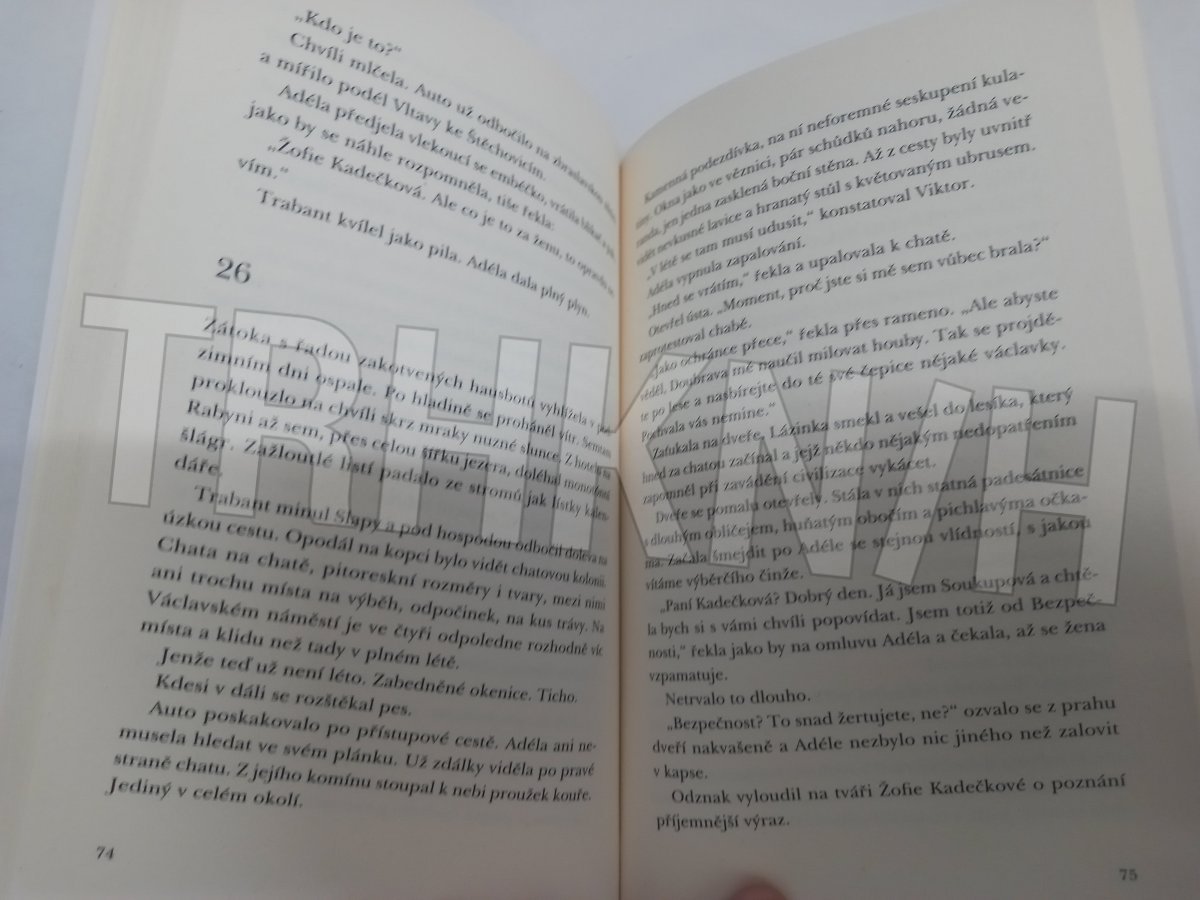 „Kdo je to?“
Chvíli mlčela. Auto už odbočilo na zbraslavskou
a mířilo podél Vltavy ke Štěchovicím.
Adéla předjela vlekoucí se embéčko, vrátila
jako by se náhle rozpomněla, tiše řekla:
„Žofie Kadečková. Ale co je to za ženu, to opravdu ne-
vím.“
Trabant kvílel jako pila. Adéla dala plný plyn.
26
Zátoka s řadou zakotvených hausbotů vyhlížela v
zimním dni ospale. Po hladině se proháněl vítr. Semtam
proklouzlo na chvíli skrz mraky nuzné slunce. Z hotelu na
Rabyni až sem, přes celou šířku jezera, doléhal monotónní
šlágr. Zažloutlé listí padalo ze stromů jak lístky kalen-
dáře.
Trabant minul Slapy a pod hospodou odbočil doleva na
úzkou cestu. Opodál na kopci bylo vidět chatovou kolonii.
Chata na chatě, pitoreskní rozměry i tvary, mezi nimi
ani trochu místa na výběh, odpočinek, na kus trávy. Na
Václavském náměstí je ve čtyři odpoledne rozhodně víc
místa a klidu než tady v plném létě.
Jenže teď už není léto. Zabedněné okenice. Ticho.
Kdesi v dáli se rozštěkal pes.
Auto poskakovalo po přístupové cestě. Adéla ani ne-
musela hledat ve svém plánku. Už zdálky viděla po pravé
straně chatu. Z jejího komínu stoupal k nebi proužek kouře.
Jediný v celém okolí.
74
Kamenná podezdívka, na ní neforemné seskupení kula-
tiny. Okna jako ve věznici, pár schůdků nahoru, žádná ve-
randa, jen jedna zasklená boční stěna. Až z cesty byly uvnitř
vidět nevkusné lavice a hranatý stůl s květovaným ubrusem.
„V létě se tam musí udusit,“ konstatoval Viktor.
Adéla vypnula zapalování.
„Hned se vrátím,“ řekla a upalovala k chatě.
Otevřel ústa. „Moment, proč jste si mě sem vůbec brala?“
zaprotestoval chabě.
„Jako ochránce přece,“ řekla přes rameno. „Ale abyste
věděl. Doubrava mě naučil milovat houby. Tak se projdě-
te po lese a nasbírejte do té své čepice nějaké václavky.
Pochvala vás nemine.“
Zaťukala na dveře. Lázinka smekl a vešel do lesíka, který
hned za chatou začínal a jejž někdo nějakým nedopatřením
zapomněl při zavádění civilizace vykácet.
Dveře se pomalu otevřely. Stála v nich statná padesátnice
s dlouhým obličejem, huňatým obočím a pichlavýma očka-
ma. Začala šmejdit po Adéle se stejnou vlídností, s jakou
vítáme výběrčího činže.
„Paní Kadečková? Dobrý den. Já jsem Soukupová a chtě-
la bych si s vámi chvíli popovídat. Jsem totiž od Bezpeč-
nosti,“ řekla jako by na omluvu Adéla a čekala, až se žena
vzpamatuje.
Netrvalo to dlouho.
„Bezpečnost? To snad žertujete, ne?“ ozvalo se z prahu
dveří nakvašeně a Adéle nezbylo nic jiného než zalovit
v kapse.
Odznak vyloudil na tváři Žofie Kadečkové o poznání
příjemnější výraz.
75
TRHKNIH